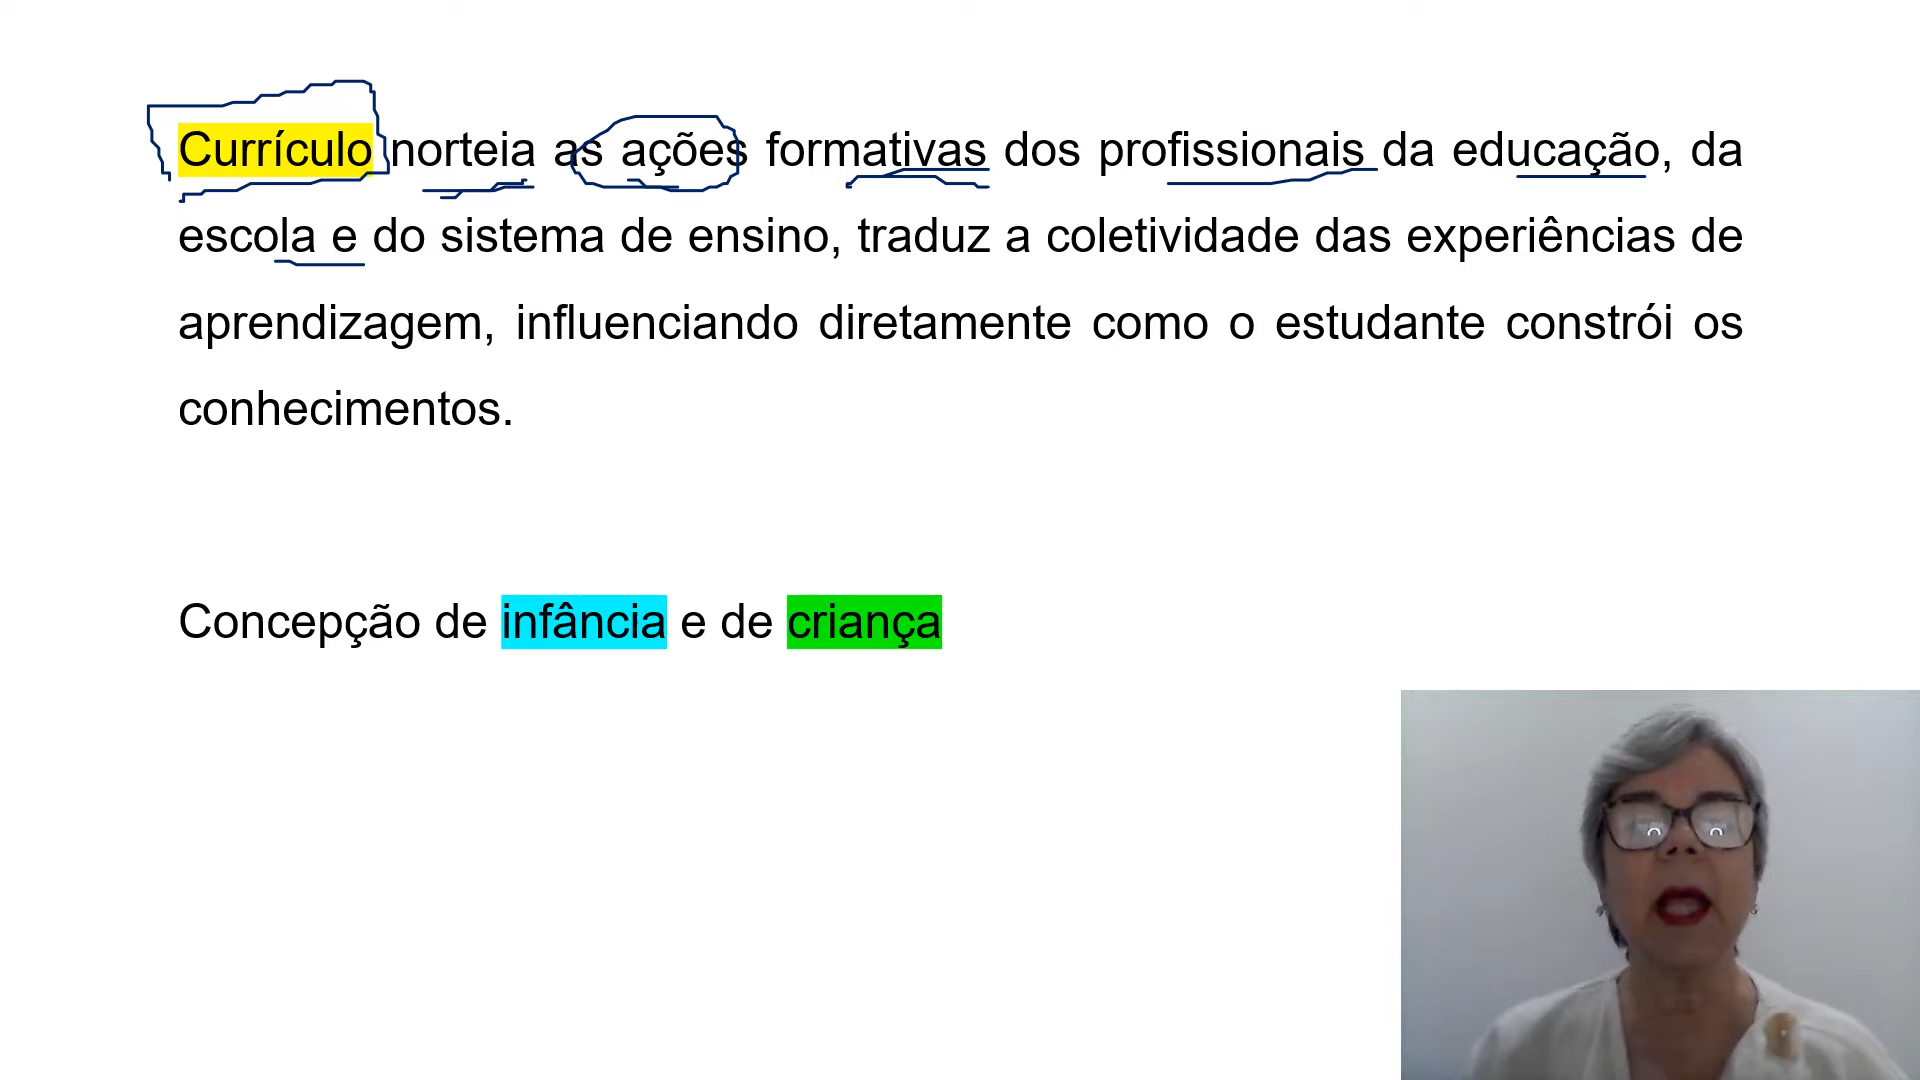 Currículo norteia as ações formativas dos profissionais da educação, da
escola e do sistema de ensino, traduz a coletividade das experiências de
aprendizagem, influenciando diretamente como o estudante constrói os
conhecimentos.
Concepção de infância e de criança